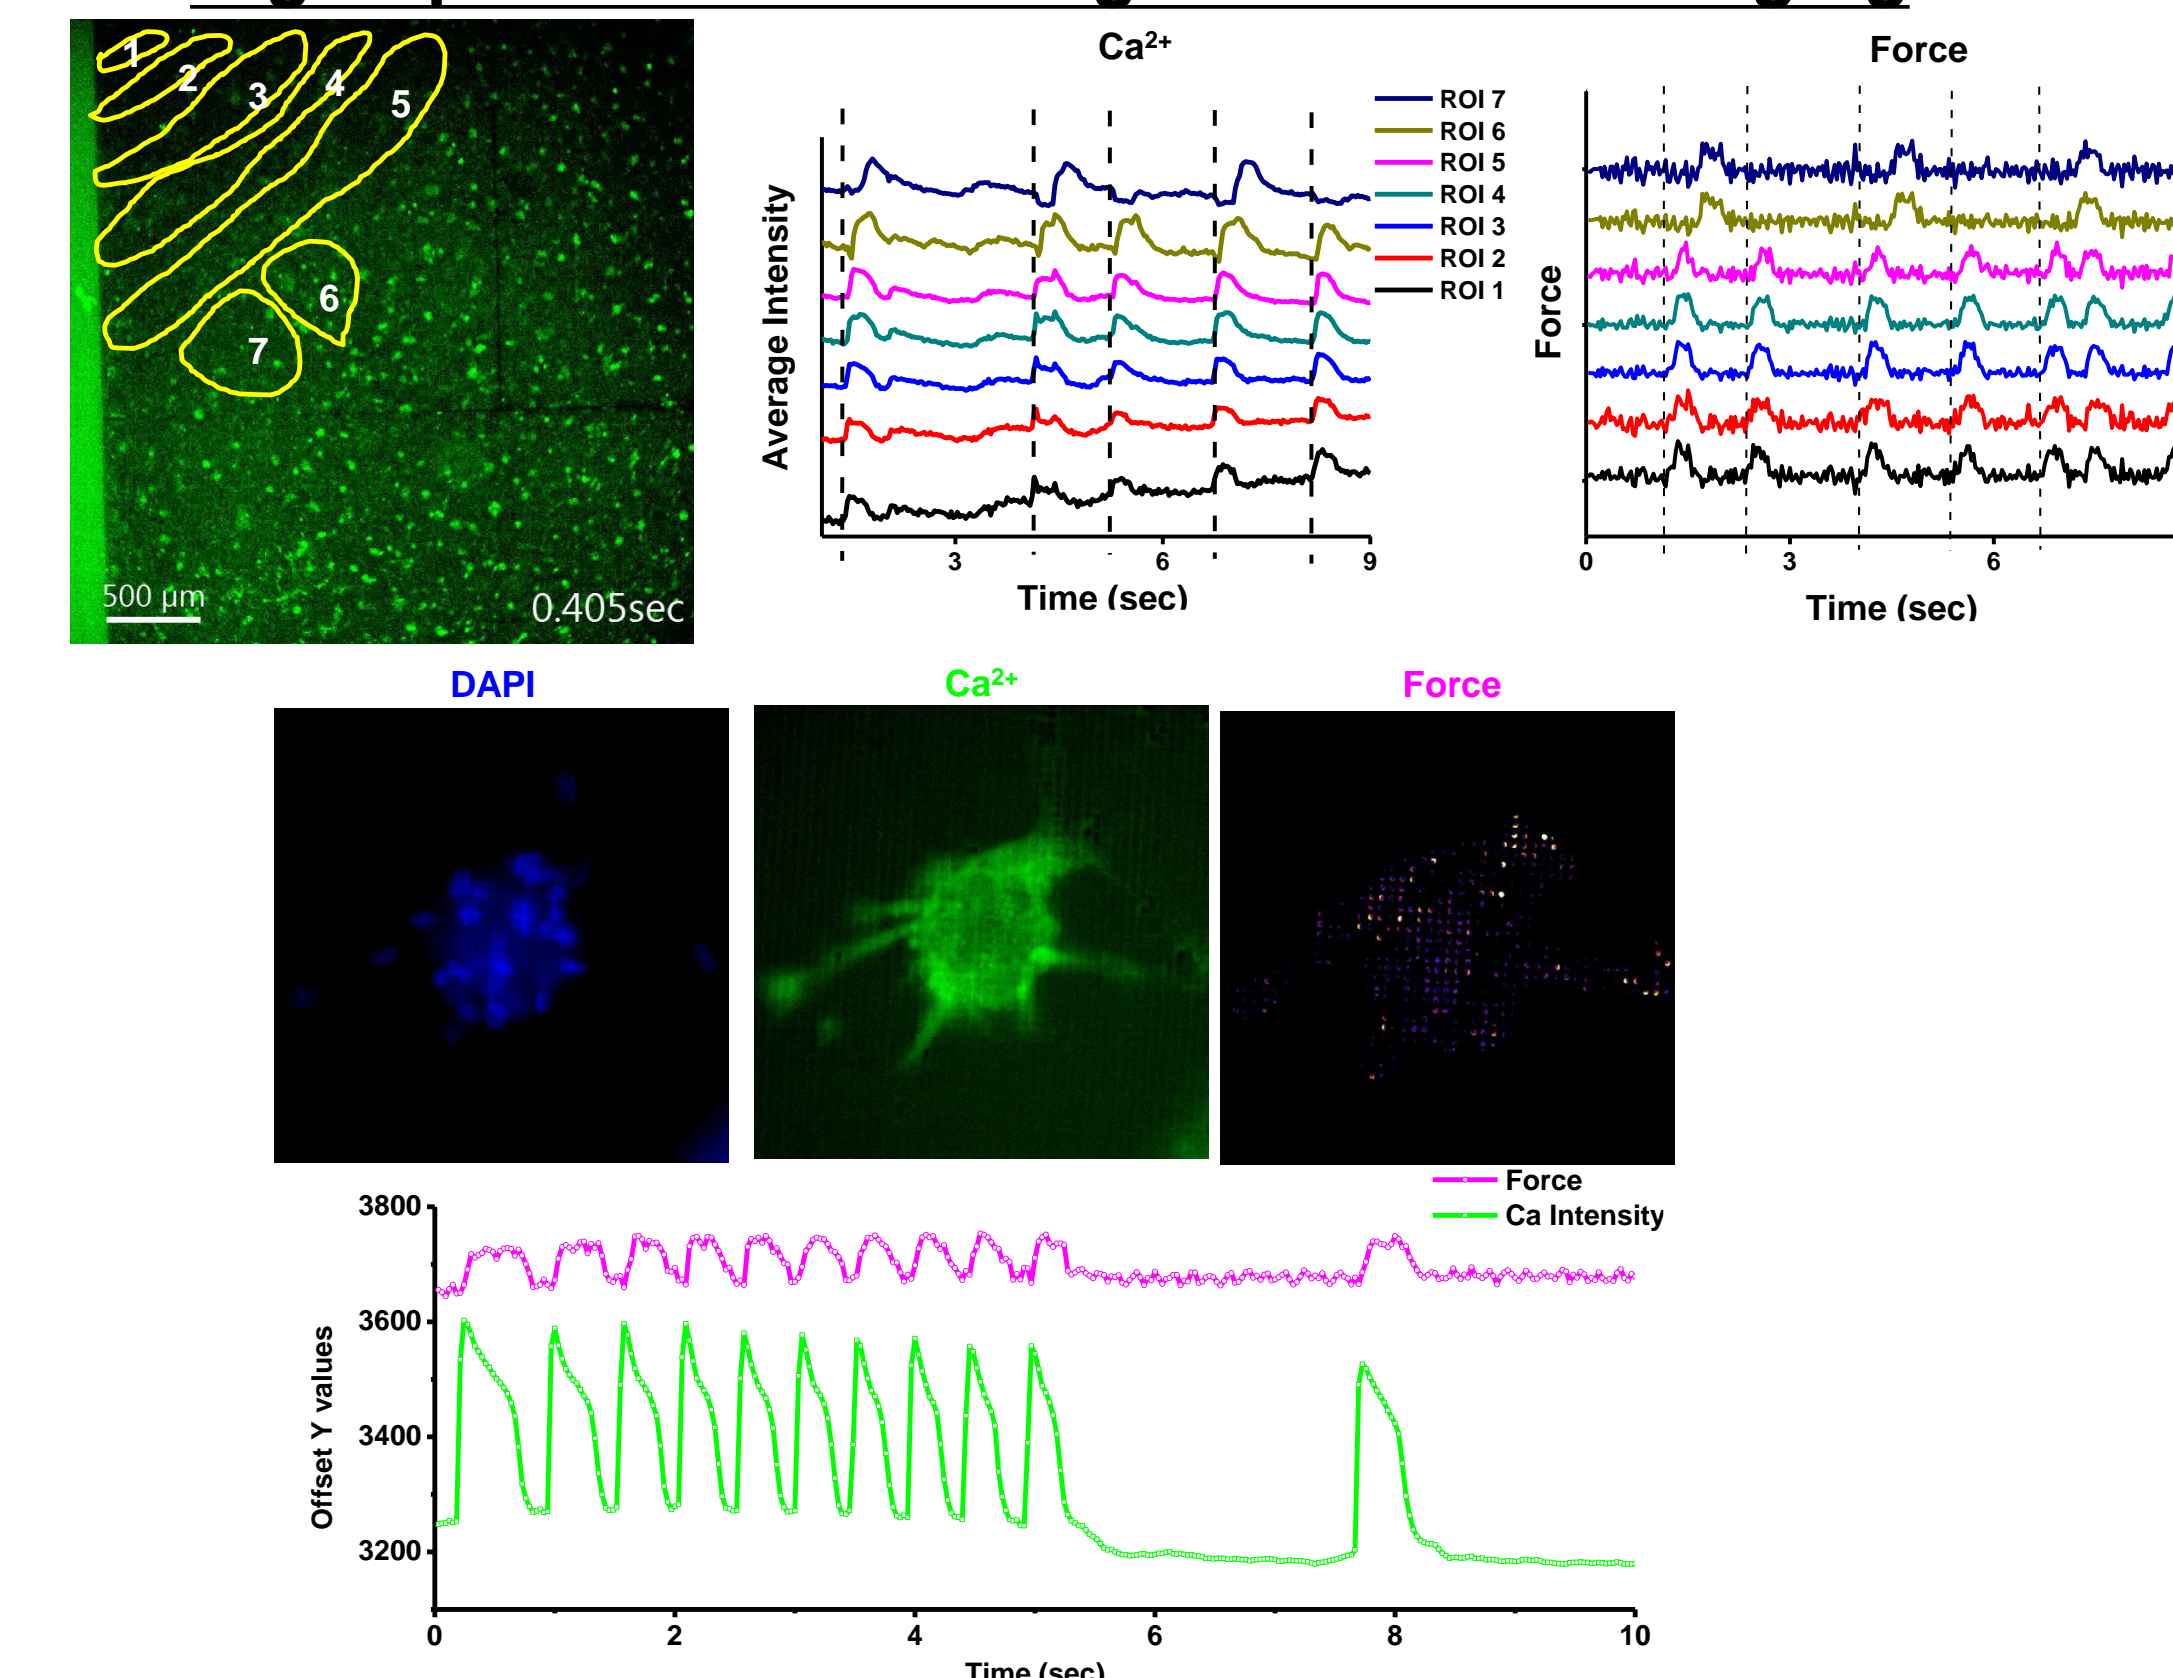 1
2
3
4
5
6
7
500 µm
0.405sec
Ca2+
Average Intensity
3
6
9
Time (sec)
ROI 7
ROI 6
ROI 5
ROI 4
ROI 3
ROI 2
ROI 1
Force
Force
0
3
6
Time (sec)
DAPI
Ca2+
Force
Force
Ca Intensity
Offset Y values
3800
3600
3400
3200
0
2
4
6
8
10
Time (sec)